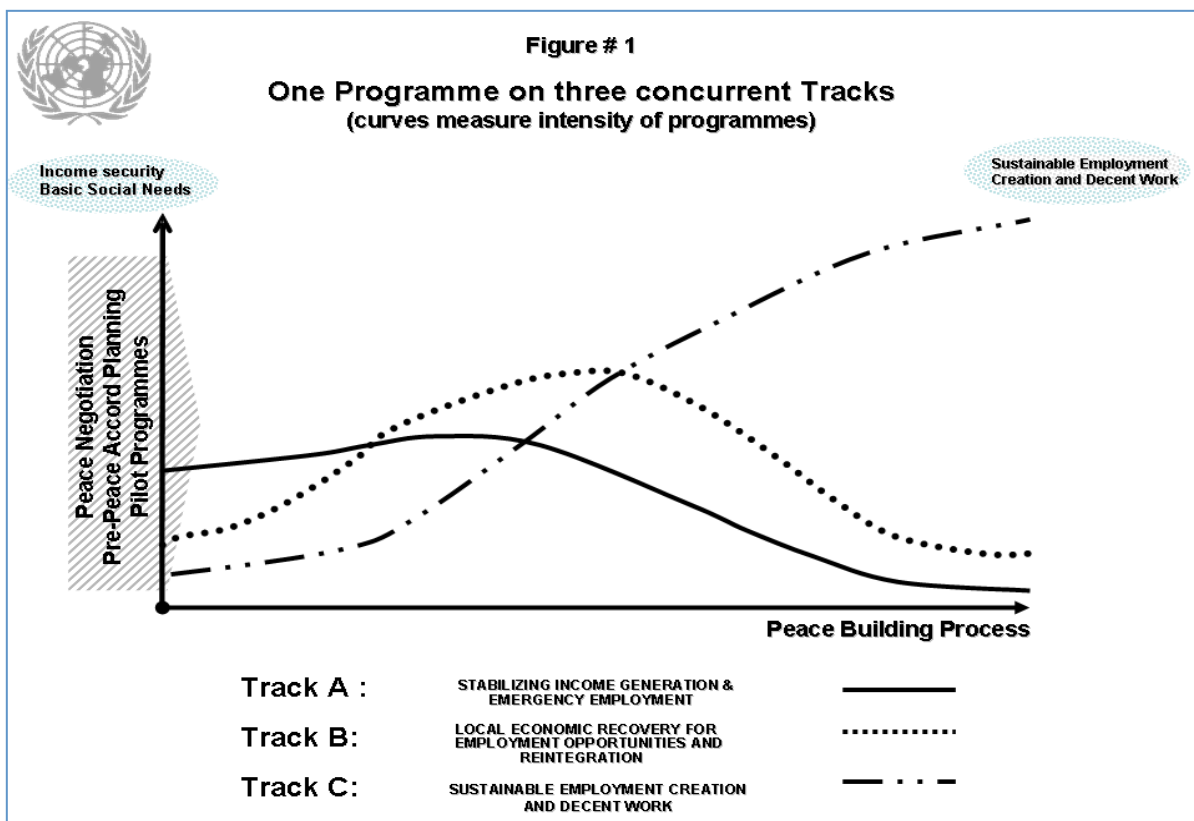 Figure # 1
One Programme on three concurrent Tracks
(curves measure intensity of programmes)
Income security
Basic Social Needs
Sustainable Employment
Creation and Decent Work
Peace Negotiation
Pre-Peace Accord Planning
Pilot Programmes
Peace Building Process
Track A :
STABILIZING INCOME GENERATION &
EMERGENCY EMPLOYMENT
Track B:
LOCAL ECONOMIC RECOVERY FOR
EMPLOYMENT OPPORTUNITIES AND
REINTEGRATION
Track C:
SUSTAINABLE EMPLOYMENT CREATION
AND DECENT WORK